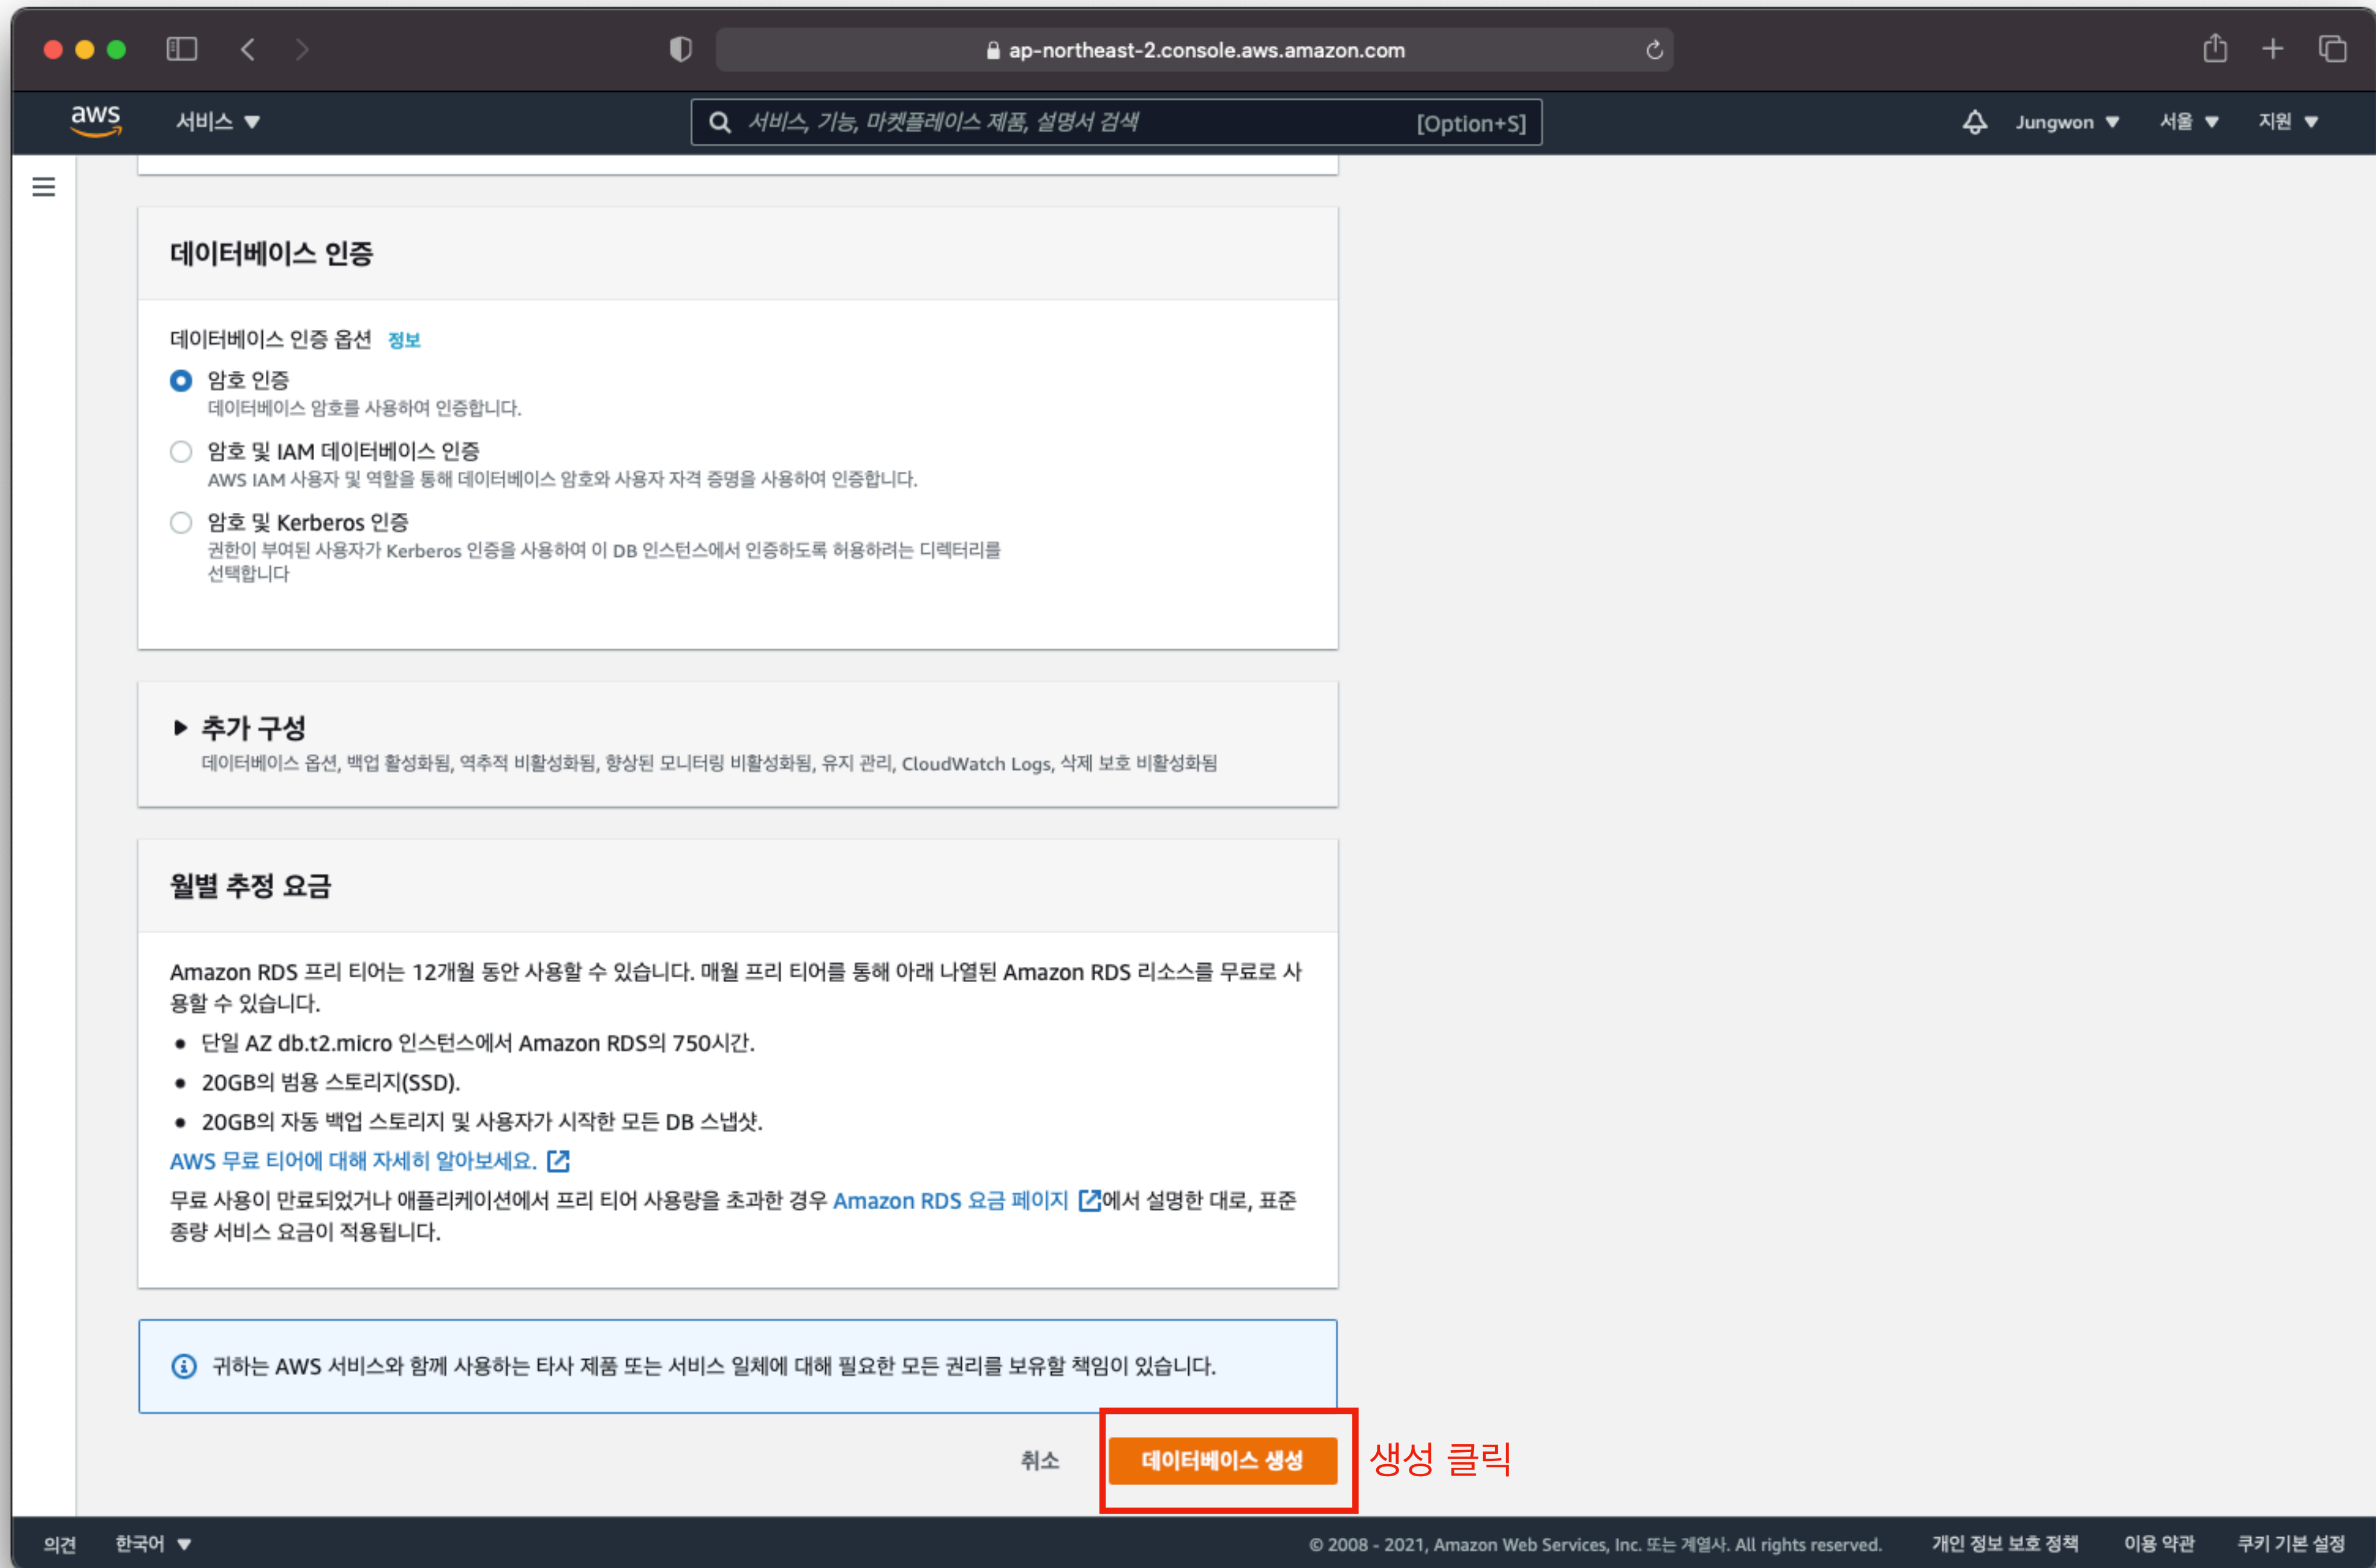 ap-northeast-2.console.aws.amazon.com
aws 서비스 ▼ 서비스, 기능, 마켓플레이스 제품, 설명서 검색 [Option+S] Jungwon ▼ 서울 ▼ 지원 ▼
데이터베이스 인증
데이터베이스 인증 옵션 정보
암호 인증
데이터베이스 암호를 사용하여 인증합니다.
암호 및 IAM 데이터베이스 인증
AWS IAM 사용자 및 역할을 통해 데이터베이스 암호와 사용자 자격 증명을 사용하여 인증합니다.
암호 및 Kerberos 인증
권한이 부여된 사용자가 Kerberos 인증을 사용하여 이 DB 인스턴스에서 인증하도록 허용하려는 디렉터리를
선택합니다
▶ 추가 구성
데이터베이스 옵션, 백업 활성화됨, 역추적 비활성화됨, 향상된 모니터링 비활성화됨, 유지 관리, CloudWatch Logs, 삭제 보호 비활성화됨
월별 추정 요금
Amazon RDS 프리 티어는 12개월 동안 사용할 수 있습니다. 매월 프리 티어를 통해 아래 나열된 Amazon RDS 리소스를 무료로 사
용할 수 있습니다.
• 단일 AZ db.t2.micro 인스턴스에서 Amazon RDS의 750시간.
• 20GB의 범용 스토리지(SSD).
• 20GB의 자동 백업 스토리지 및 사용자가 시작한 모든 DB 스냅샷.
AWS 무료 티어에 대해 자세히 알아보세요.
무료 사용이 만료되었거나 애플리케이션에서 프리 티어 사용량을 초과한 경우 Amazon RDS 요금 페이지 에서 설명한 대로, 표준
종량 서비스 요금이 적용됩니다.
귀하는 AWS 서비스와 함께 사용하는 타사 제품 또는 서비스 일체에 대해 필요한 모든 권리를 보유할 책임이 있습니다.
취소 데이터베이스 생성 생성 클릭
의견 한국어 ▼ © 2008 - 2021, Amazon Web Services, Inc. 또는 계열사. All rights reserved. 개인 정보 보호 정책 이용 약관 쿠키 기본 설정